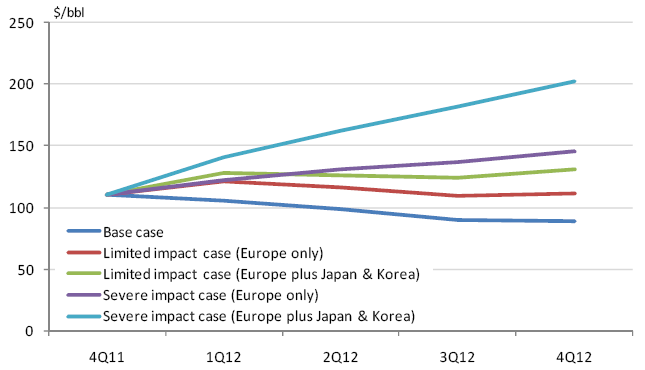 $/bbl
250
200
150
100
50
0
Base case
Limited impact case (Europe only)
Limited impact case (Europe plus Japan & Korea)
Severe impact case (Europe only)
Severe impact case (Europe plus Japan & Korea)
4Q11 1Q12 2Q12 3Q12 4Q12